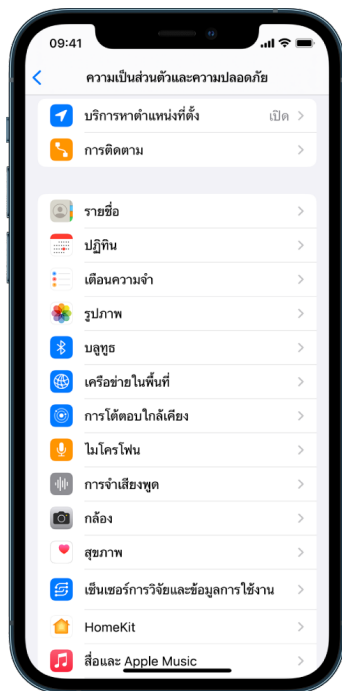 09:41
ความเป็นส่วนตัวและความปลอดภัย
บริการหาตำแหน่งที่ตั้ง เปิด
การติดตาม
รายชื่อ
ปฏิทิน
เตือนความจำ
รูปภาพ
บลูทูธ
เครือข่ายในพื้นที่
การโต้ตอบใกล้เคียง
ไมโครโฟน
การจำเสียงพูด
กล้อง
สุขภาพ
เซ็นเซอร์การวิจัยและข้อมูลการใช้งาน
HomeKit
สื่อและ Apple Music